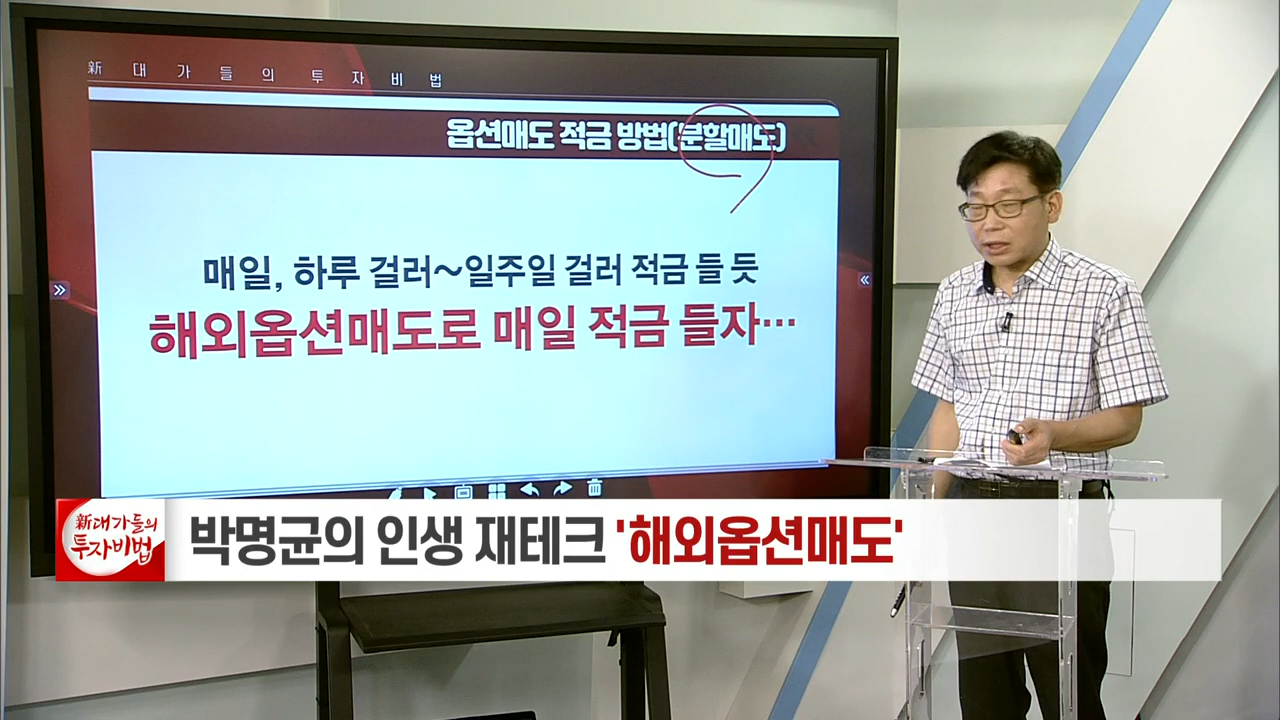 新 대 가 들 의 투 자 비 법
옵션매도 적금 방법(분할매도)
매일, 하루 걸러~일주일 걸러 적금 들 듯
해외옵션매도로 매일 적금 들자…
新대가들의
투자비법
박명균의 인생 재테크 '해외옵션매도'